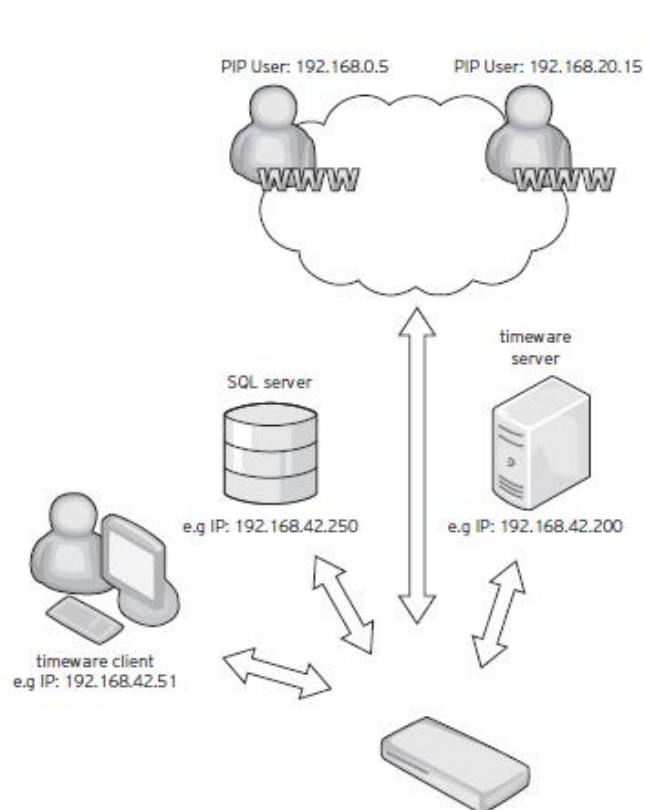 PIP User: 192.168.0.5
PIP User: 192.168.20.15
WWW
WWW
timeware
server
SQL server
e.g IP: 192.168.42.250
e.g IP: 192.168.42.200
timeware client
e.g IP: 192.168.42.51